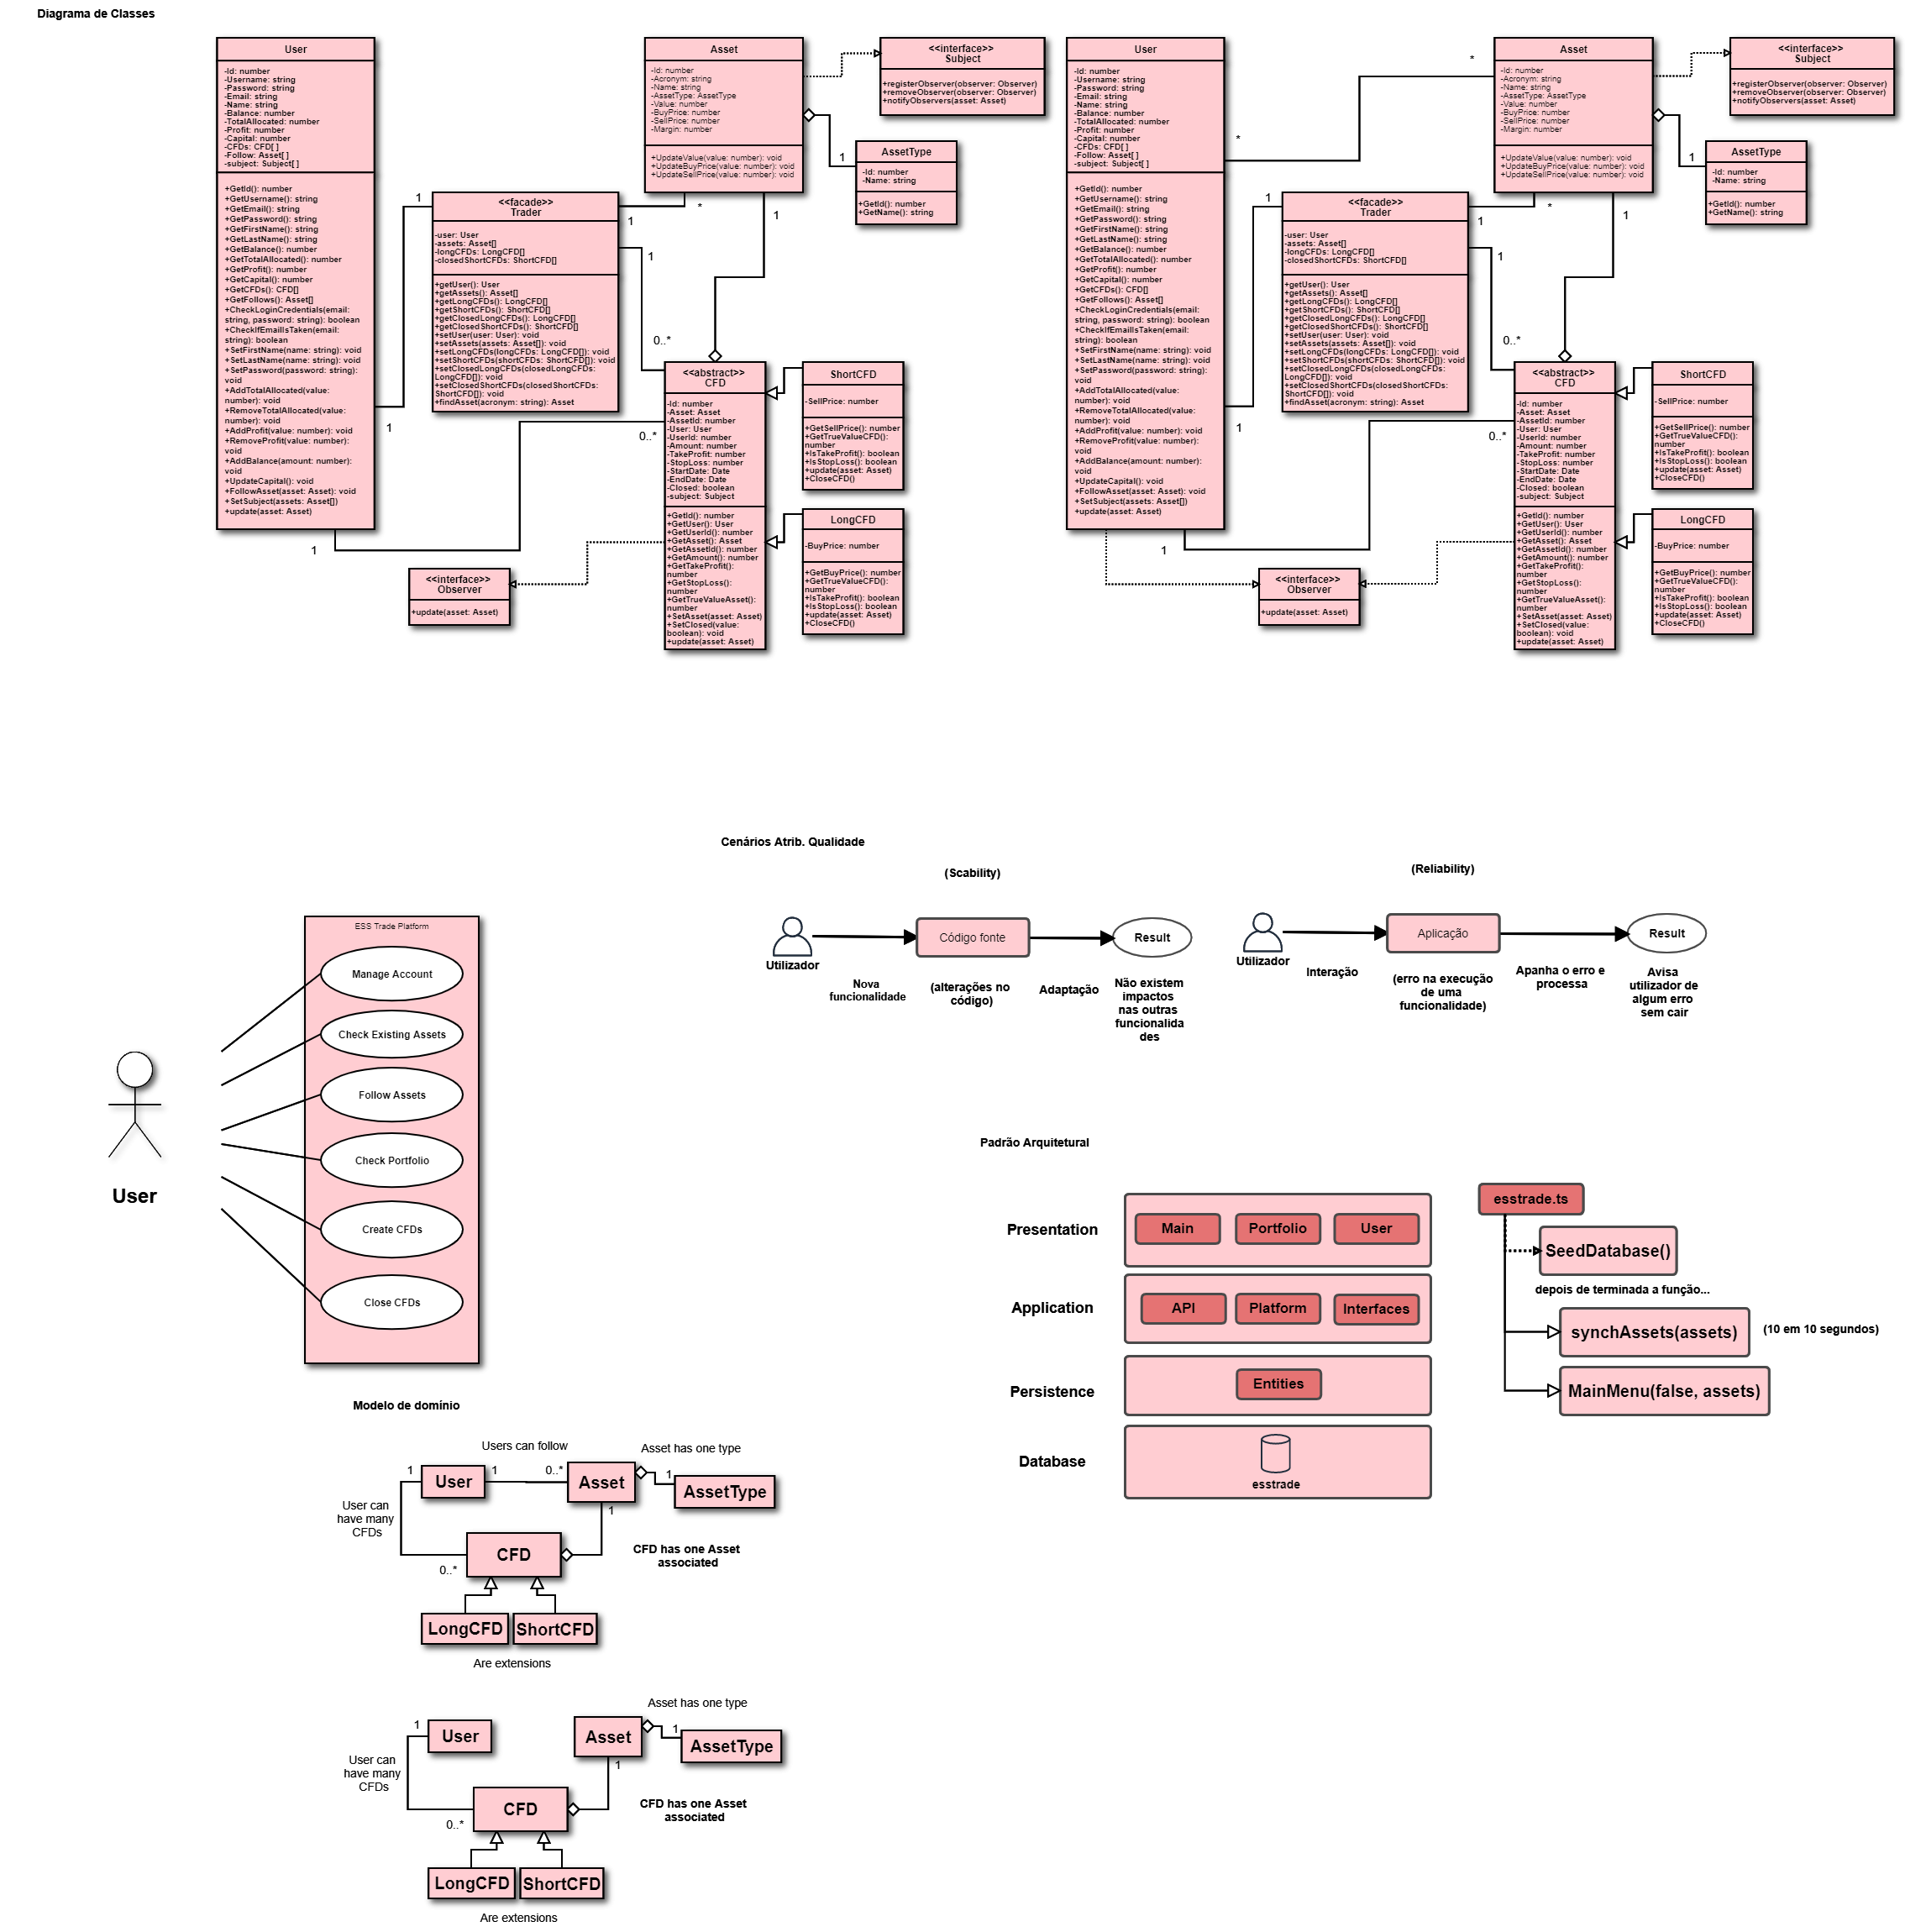 Diagrama de Classes
User
-Id: number
-Username: string
-Password: string
-Email: string
-Name: string
-Balance: number
-TotalAllocated: number
-Profit: number
-Capital: number
-CFDs: CFD[ ]
-Follow: Asset[ ]
-subject: Subject[ ]
+GetId(): number
+GetUsername(): string
+GetEmail(): string
+GetPassword(): string
+GetFirstName(): string
+GetLastName(): string
+GetBalance(): number
+GetTotalAllocated(): number
+GetProfit(): number
+GetCapital(): number
+GetCFDs(): CFD[]
+GetFollows(): Asset[]
+CheckLoginCredentials(email:
string, password: string): boolean
+CheckIfEmailIsTaken(email:
string): boolean
+SetFirstName(name: string): void
+SetLastName(name: string): void
+SetPassword(password: string):
void
+AddTotalAllocated(value:
number): void
+RemoveTotalAllocated(value:
number): void
+AddProfit(value: number): void
+RemoveProfit(value: number):
void
+AddBalance(amount: number):
void
+UpdateCapital(): void
+FollowAsset(asset: Asset): void
+SetSubject(assets: Asset[])
+update(asset: Asset)
1
1
1
<<facade>>
Trader
-user: User
-assets: Asset[]
-longCFDs: LongCFD[]
-closedShortCFDs: ShortCFD[]
+getUser(): User
+getAssets(): Asset[]
+getLongCFDs(): LongCFD[]
+getShortCFDs(): ShortCFD[]
+getClosedLongCFDs(): LongCFD[]
+getClosedShortCFDs(): ShortCFD[]
+setUser(user: User): void
+setAssets(assets: Asset[]): void
+setLongCFDs(longCFDs: LongCFD[]): void
+setShortCFDs(shortCFDs: ShortCFD[]): void
+setClosedLongCFDs(closedLongCFDs:
LongCFD[]): void
+setClosedShortCFDs(closedShortCFDs:
ShortCFD[]): void
+findAsset(acronym: string): Asset
1
*
1
1
0..*
0..*
Asset
-Id: number
-Acronym: string
-Name: string
-AssetType: AssetType
-Value: number
-BuyPrice: number
-SellPrice: number
-Margin: number
+UpdateValue(value: number): void
+UpdateBuyPrice(value: number): void
+UpdateSellPrice(value: number): void
<<interface>>
Subject
+registerObserver(observer: Observer)
+removeObserver(observer: Observer)
+notifyObservers(asset: Asset)
1
AssetType
-Id: number
-Name: string
+GetId(): number
+GetName(): string
<<abstract>>
CFD
-Id: number
-Asset: Asset
-AssetId: number
-User: User
-UserId: number
-Amount: number
-TakeProfit: number
-StopLoss: number
-StartDate: Date
-EndDate: Date
-Closed: boolean
-subject: Subject
+GetId(): number
+GetUser(): User
+GetUserId(): number
+GetAsset(): Asset
+GetAssetId(): number
+GetAmount(): number
+GetTakeProfit():
number
+GetStopLoss():
number
+GetTrueValueAsset():
number
+SetAsset(asset: Asset)
+SetClosed(value:
boolean): void
+update(asset: Asset)
ShortCFD
-SellPrice: number
+GetSellPrice(): number
+GetTrueValueCFD():
number
+IsTakeProfit(): boolean
+IsStopLoss(): boolean
+update(asset: Asset)
+CloseCFD()
LongCFD
-BuyPrice: number
+GetBuyPrice(): number
+GetTrueValueCFD():
number
+IsTakeProfit(): boolean
+IsStopLoss(): boolean
+update(asset: Asset)
+CloseCFD()
<<interface>>
Observer
+update(asset: Asset)
User
-Id: number
-Username: string
-Password: string
-Email: string
-Name: string
-Balance: number
-TotalAllocated: number
-Profit: number
-Capital: number
-CFDs: CFD[ ]
-Follow: Asset[ ]
-subject: Subject[ ]
+GetId(): number
+GetUsername(): string
+GetEmail(): string
+GetPassword(): string
+GetFirstName(): string
+GetLastName(): string
+GetBalance(): number
+GetTotalAllocated(): number
+GetProfit(): number
+GetCapital(): number
+GetCFDs(): CFD[]
+GetFollows(): Asset[]
+CheckLoginCredentials(email:
string, password: string): boolean
+CheckIfEmailIsTaken(email:
string): boolean
+SetFirstName(name: string): void
+SetLastName(name: string): void
+SetPassword(password: string):
void
+AddTotalAllocated(value:
number): void
+RemoveTotalAllocated(value:
number): void
+AddProfit(value: number): void
+RemoveProfit(value: number):
void
+AddBalance(amount: number):
void
+UpdateCapital(): void
+FollowAsset(asset: Asset): void
+SetSubject(assets: Asset[])
+update(asset: Asset)
*
*
1
1
1
<<facade>>
Trader
-user: User
-assets: Asset[]
-longCFDs: LongCFD[]
-closedShortCFDs: ShortCFD[]
+getUser(): User
+getAssets(): Asset[]
+getLongCFDs(): LongCFD[]
+getShortCFDs(): ShortCFD[]
+getClosedLongCFDs(): LongCFD[]
+getClosedShortCFDs(): ShortCFD[]
+setUser(user: User): void
+setAssets(assets: Asset[]): void
+setLongCFDs(longCFDs: LongCFD[]): void
+setShortCFDs(shortCFDs: ShortCFD[]): void
+setClosedLongCFDs(closedLongCFDs:
LongCFD[]): void
+setClosedShortCFDs(closedShortCFDs:
ShortCFD[]): void
+findAsset(acronym: string): Asset
1
*
1
1
0..*
0..*
Asset
-Id: number
-Acronym: string
-Name: string
-AssetType: AssetType
-Value: number
-BuyPrice: number
-SellPrice: number
-Margin: number
+UpdateValue(value: number): void
+UpdateBuyPrice(value: number): void
+UpdateSellPrice(value: number): void
<<interface>>
Subject
+registerObserver(observer: Observer)
+removeObserver(observer: Observer)
+notifyObservers(asset: Asset)
1
AssetType
-Id: number
-Name: string
+GetId(): number
+GetName(): string
<<abstract>>
CFD
-Id: number
-Asset: Asset
-AssetId: number
-User: User
-UserId: number
-Amount: number
-TakeProfit: number
-StopLoss: number
-StartDate: Date
-EndDate: Date
-Closed: boolean
-subject: Subject
+GetId(): number
+GetUser(): User
+GetUserId(): number
+GetAsset(): Asset
+GetAssetId(): number
+GetAmount(): number
+GetTakeProfit():
number
+GetStopLoss():
number
+GetTrueValueAsset():
number
+SetAsset(asset: Asset)
+SetClosed(value:
boolean): void
+update(asset: Asset)
ShortCFD
-SellPrice: number
+GetSellPrice(): number
+GetTrueValueCFD():
number
+IsTakeProfit(): boolean
+IsStopLoss(): boolean
+update(asset: Asset)
+CloseCFD()
LongCFD
-BuyPrice: number
+GetBuyPrice(): number
+GetTrueValueCFD():
number
+IsTakeProfit(): boolean
+IsStopLoss(): boolean
+update(asset: Asset)
+CloseCFD()
<<interface>>
Observer
+update(asset: Asset)
Cenários Atrib. Qualidade
(Scability)
Utilizador
Nova
funcionalidade
Código fonte
(alterações no
código)
Adaptação
Result
Não existem
impactos
nas outras
funcionalida
des
(Reliability)
Utilizador
Interação
Aplicação
(erro na execução
de uma
funcionalidade)
Apanha o erro e
processa
Result
Avisa
utilizador de
algum erro
sem cair
User
ESS Trade Platform
Manage Account
Check Existing Assets
Follow Assets
Check Portfolio
Create CFDs
Close CFDs
Padrão Arquitetural
Presentation
Main
Portfolio
User
Application
API
Platform
Interfaces
Persistence
Entities
Database
esstrade
esstrade.ts
SeedDatabase()
depois de terminada a função...
synchAssets(assets)
(10 em 10 segundos)
MainMenu(false, assets)
Modelo de domínio
Users can follow
Asset has one type
1
User
1
0..*
Asset
1
AssetType
User can
have many
CFDs
1
CFD
CFD has one Asset
associated
0..*
LongCFD
ShortCFD
Are extensions
Asset has one type
1
User
Asset
1
AssetType
User can
have many
CFDs
1
CFD
CFD has one Asset
associated
0..*
LongCFD
ShortCFD
Are extensions